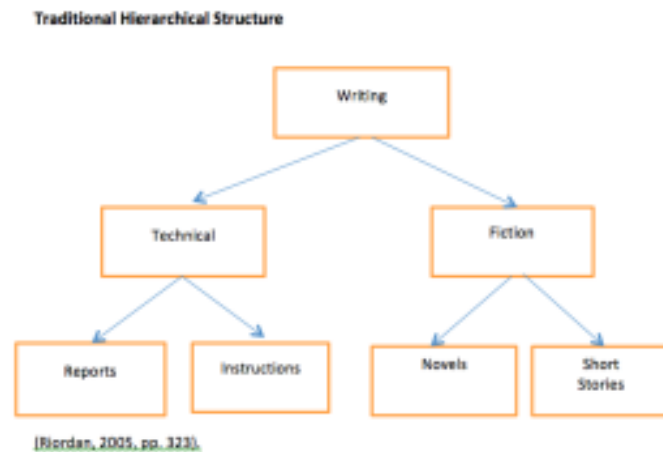 Traditional Hierarchical Structure
Writing
Technical
Fiction
Reports
Instructions
Novels
Short
Stories
(Riordan, 2005, pp. 323).